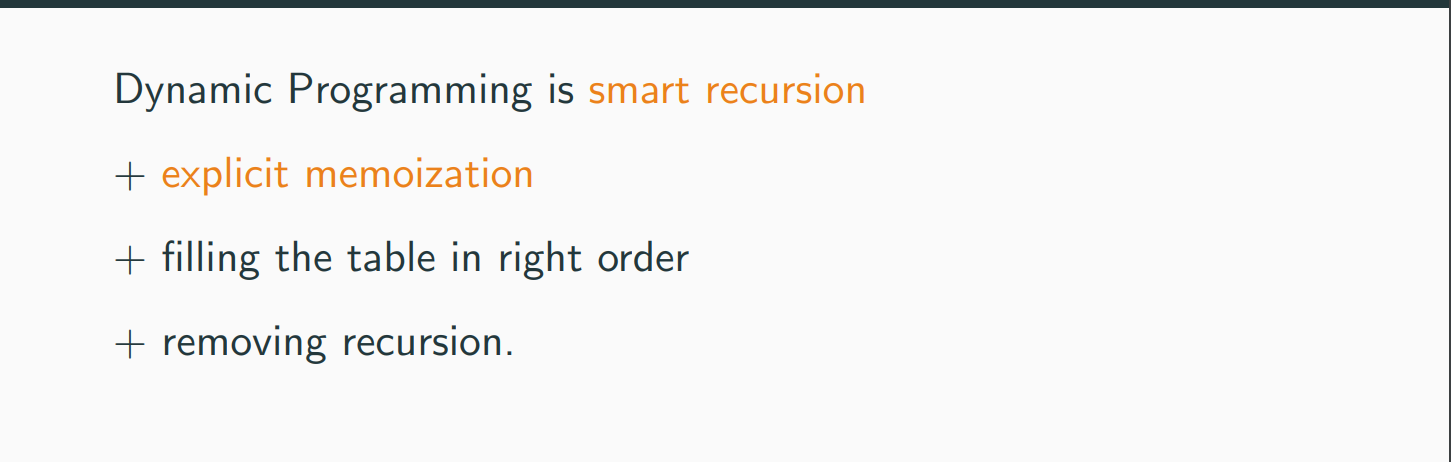 Dynamic Programming is smart recursion
+ explicit memoization
+ filling the table in right order
+ removing recursion.